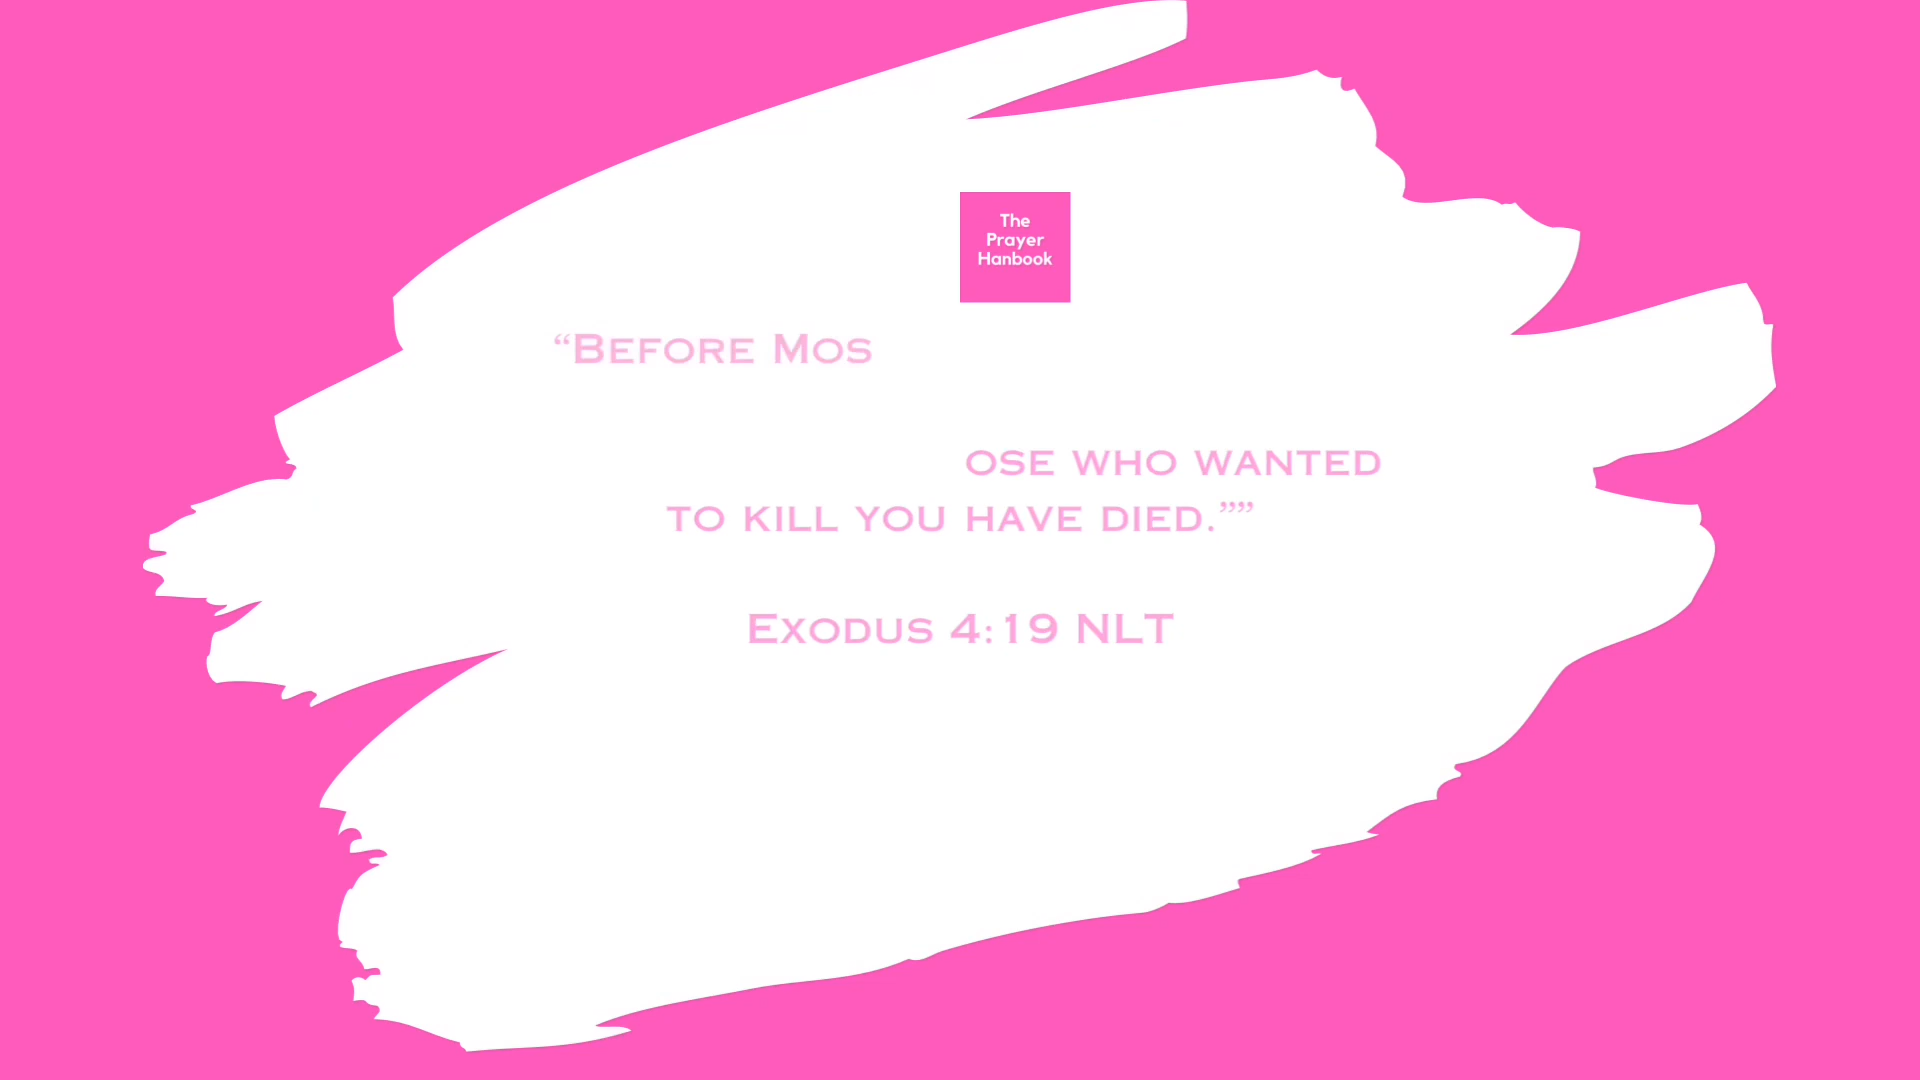 The
Prayer
Hanbook
“Before Mos
ose who wanted
to kill you have died.””
Exodus 4:19 NLT